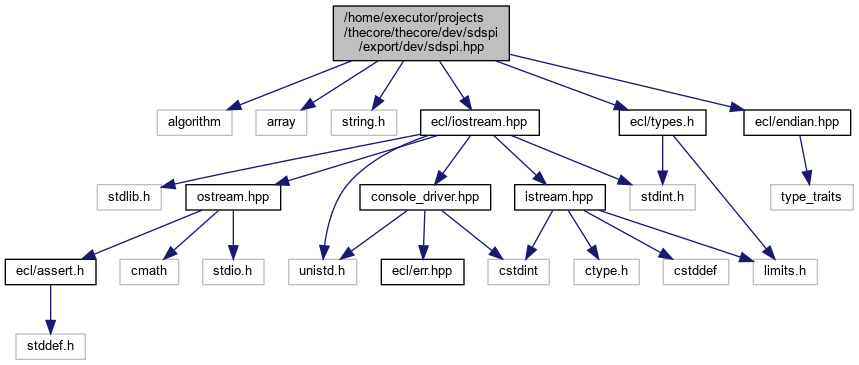 /home/executor/projects
/thecore/thecore/dev/sdspi
/export/dev/sdspi.hpp
algorithm
array
string.h
ecl/iostream.hpp
ecl/types.h
ecl/endian.hpp
stdlib.h
ostream.hpp
console_driver.hpp
istream.hpp
stdint.h
type_traits
ecl/assert.h
cmath
stdio.h
unistd.h
ecl/err.hpp
cstdint
ctype.h
cstddef
limits.h
stddef.h